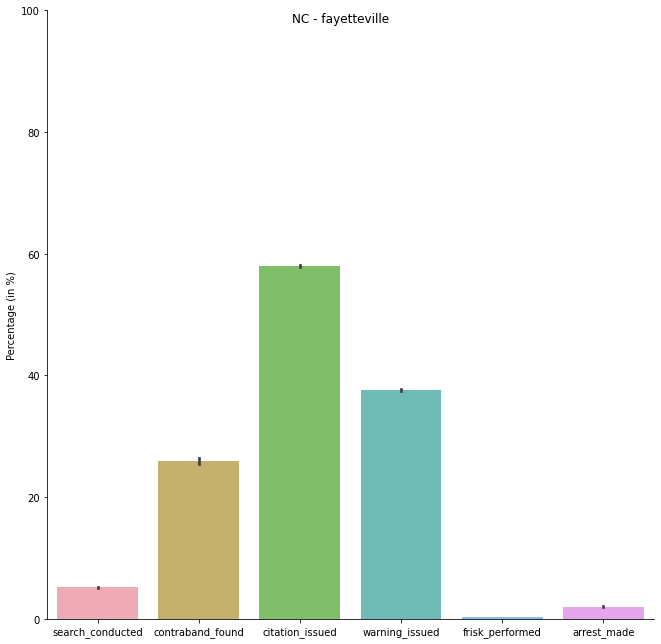 NC - fayetteville
Percentage (in %)
100
80
60
40
20
0
search_conducted contraband_found citation_issued warning_issued frisk_performed arrest_made